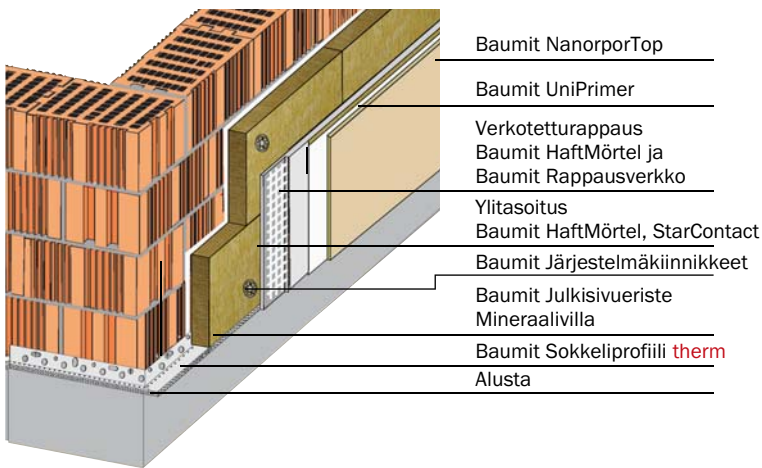 Baumit NanorporTop
Baumit UniPrimer
Verkotetturappaus
Baumit HaftMörtel ja
Baumit Rappausverkko
Ylitasoitus
Baumit HaftMörtel, StarContact
Baumit Järjestelmäkiinnikkeet
Baumit Julkisivueriste
Mineraalivilla
Baumit Sokkeliprofiili therm
Alusta